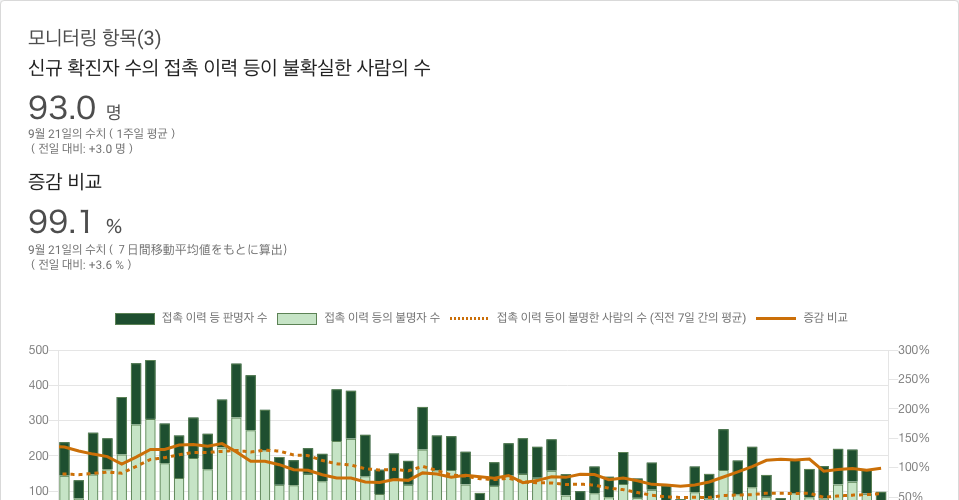 모니터링 항목(3)
신규 확진자 수의 접촉 이력 등이 불확실한 사람의 수
93.0 명
9월 21일의 수치 ( 1주일 평균 )
( 전일 대비: +3.0 명 )
증감 비교
99.1 %
9월 21일의 수치 ( ７日間移動平均値をもとに算出)
( 전일 대비: +3.6 % )
접촉 이력 등 판명자 수 접촉 이력 등의 불명자 수 접촉 이력 등이 불명한 사람의 수 (직전 7일 간의 평균) 증감 비교
500 300%
250%
400
200%
300
150%
200
100%
100
50%